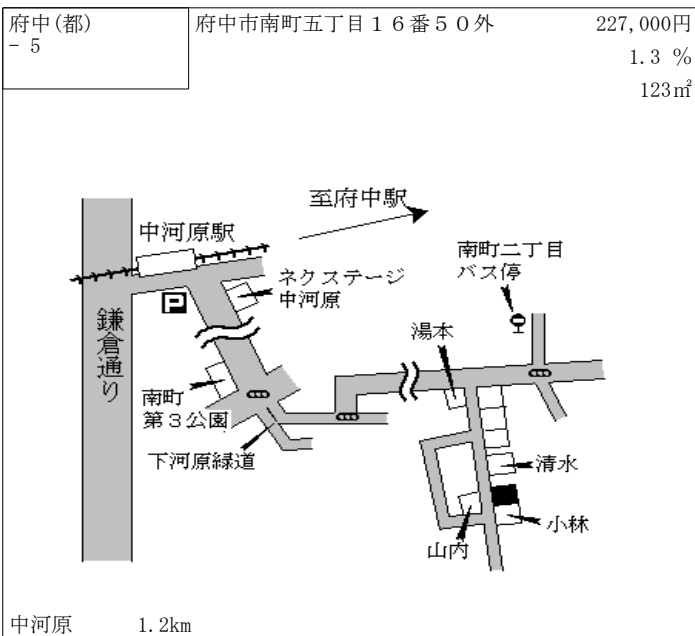 府中(都)
- 5
府中市南町五丁目１６番５０外
227,000円
1.3 %
123㎡
至府中駅
中河原駅
南町二丁目
バス停
ネクステージ
中河原
P
鎌倉通り
湯本
南町
第３公園
下河原緑道
清水
小林
山内
中河原 1.2km